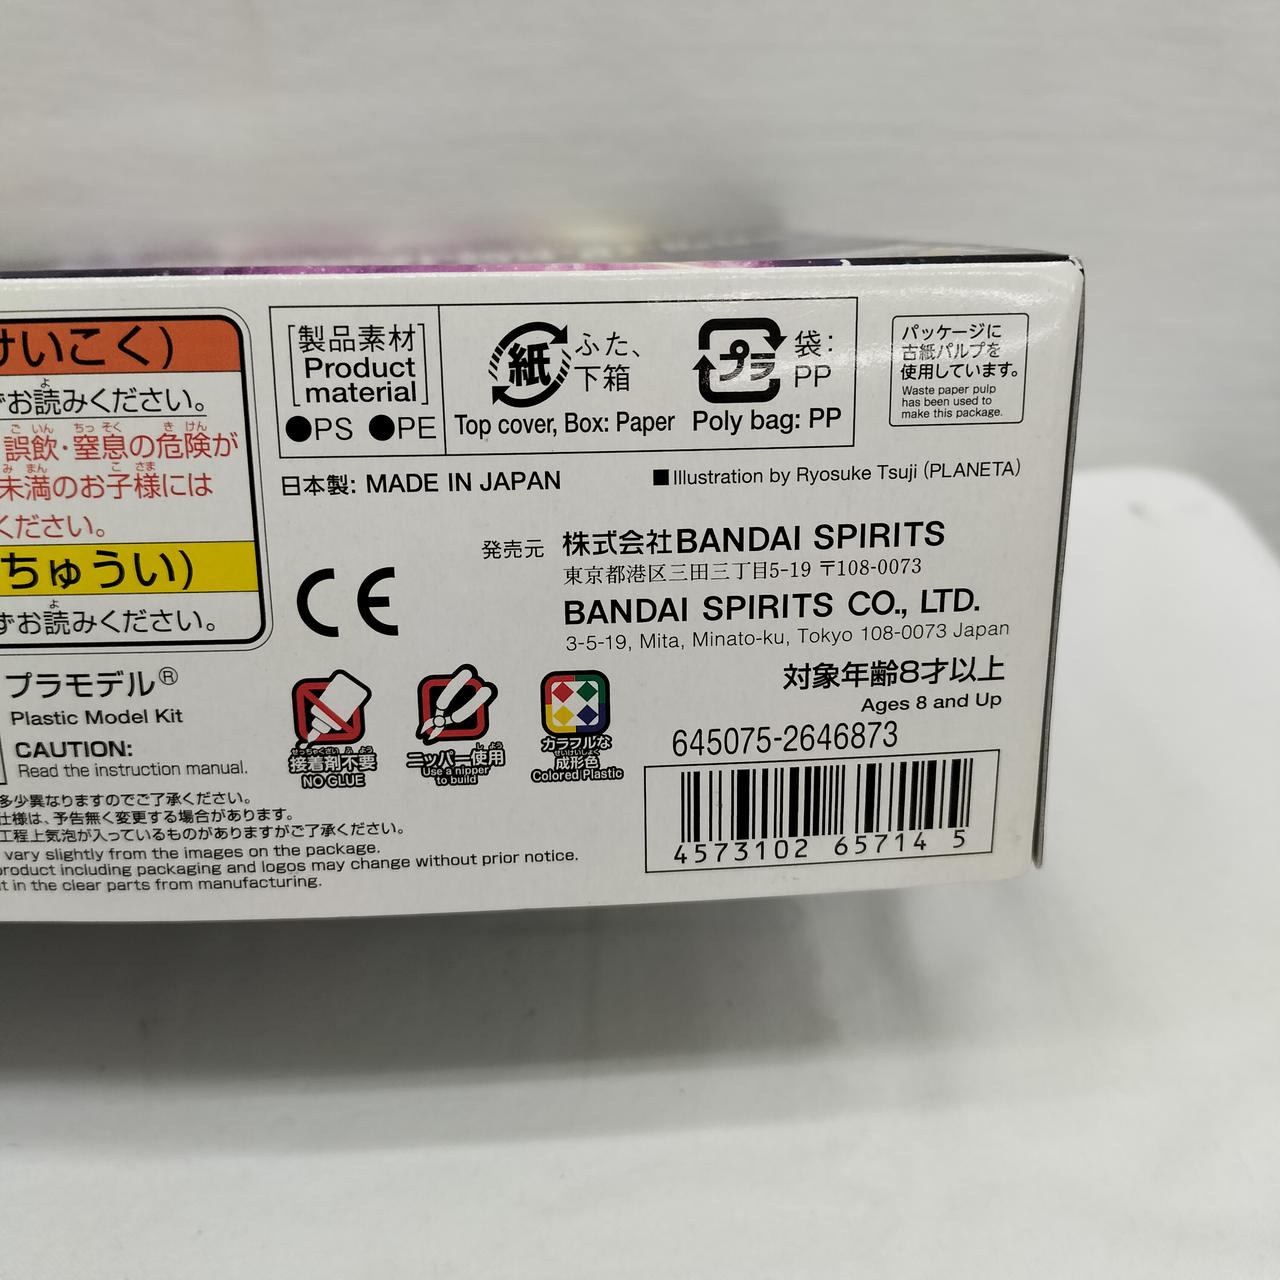 けいこく)
ずお読みください。
誤飲・窒息の危険が
未満のお子様には
ください。
ちゅうい)
ずお読みください。
プラモデル®
Plastic Model Kit
CAUTION:
Read the instruction manual.
多少異なりますのでご了承ください。
仕様は、予告無く変更する場合があります。
工程上気泡が入っているものがありますがご了承ください。
vary slightly from the images on the package.
product including packaging and logos may change without prior notice.
in the clear parts from manufacturing.
[製品素材]
[Product material]
●PS ●PE
紙
ふた、
下箱
Top cover, Box: Paper
プラ
袋:
PP
Poly bag: PP
パッケージに
古紙パルプを
使用しています。
Waste paper pulp
has been used to
make this package.
日本製: MADE IN JAPAN
■Illustration by Ryosuke Tsuji (PLANETA)
CE
発売元 株式会社BANDAI SPIRITS
東京都港区三田三丁目5-19 〒108-0073
BANDAI SPIRITS CO., LTD.
3-5-19, Mita, Minato-ku, Tokyo 108-0073 Japan
対象年齢8才以上
Ages 8 and Up
接着剤不要
NO GLUE
ニッパー使用
Use a nipper
to build
カラフルな
成形色
Colored Plastic
645075-2646873
4573102 65714 5